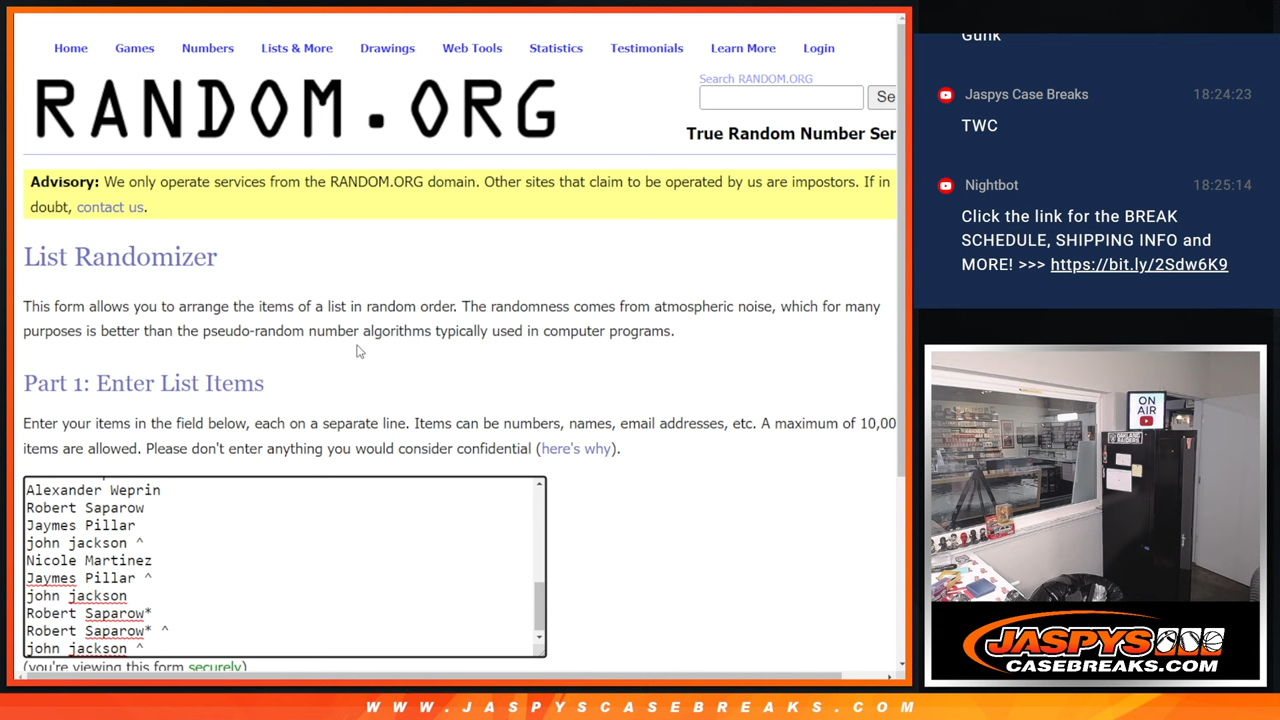 Home Games Numbers Lists & More Drawings Web Tools Statistics Testimonials Learn More Login
RANDOM.ORG
Search RANDOM.ORG
Se
True Random Number Ser
Advisory: We only operate services from the RANDOM.ORG domain. Other sites that claim to be operated by us are impostors. If in
doubt, contact us.
List Randomizer
This form allows you to arrange the items of a list in random order. The randomness comes from atmospheric noise, which for many
purposes is better than the pseudo-random number algorithms typically used in computer programs.
Part 1: Enter List Items
Enter your items in the field below, each on a separate line. Items can be numbers, names, email addresses, etc. A maximum of 10,00
items are allowed. Please don't enter anything you would consider confidential (here's why).
Alexander Weprin
Robert Saparow
Jaymes Pillar
john jackson ^
Nicole Martinez
Jaymes Pillar ^
john jackson
Robert Saparow*
Robert Saparow* ^
john jackson ^
(you're viewing this form securely)
Gunk
Jaspys Case Breaks 18:24:23
TWC
Nightbot 18:25:14
Click the link for the BREAK
SCHEDULE, SHIPPING INFO and
MORE! >>> https://bit.ly/2Sdw6K9
ON
AIR
OAKLAND
RAIDERS
JASPYS
CASEBREAKS.COM
WWW.JASPYSCASEBREAKS.COM